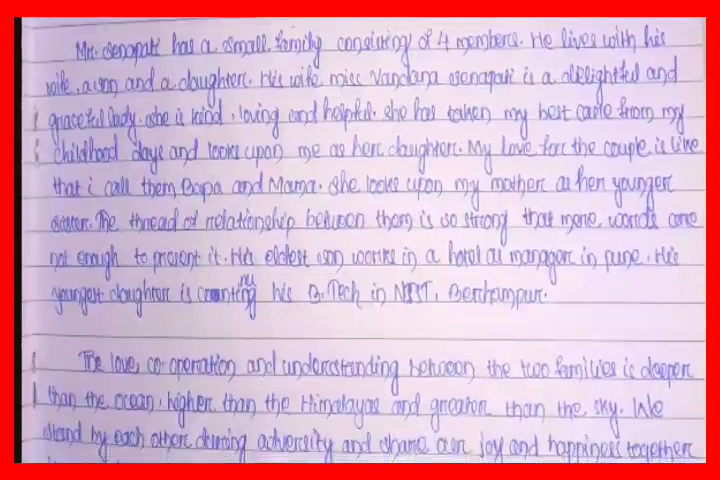 Mr. Senapati has a small family consisting of 4 members. He lives with his
wife, a son and a daughter. His wife miss Vandana senapati is a delightful and
graceful lady. she is kind, loving and helpful. she has taken my best care from my
childhood days and looks upon me as her daughter. My love for the couple is like
that i call them Bapa and Mama. she looks upon my mother as her younger
sister. The thread of relationship between them is so strong that more words are
not enough to present it. His eldest son works in a hotel as manager in pune. His
youngest daughter is his B.Tech in NIST, Berhampur.
The love, co-operation and understanding between the two families is deeper
than the ocean, higher than the Himalayas and greater than the sky. We
stand by each other during adversity and share our joy and happiness together